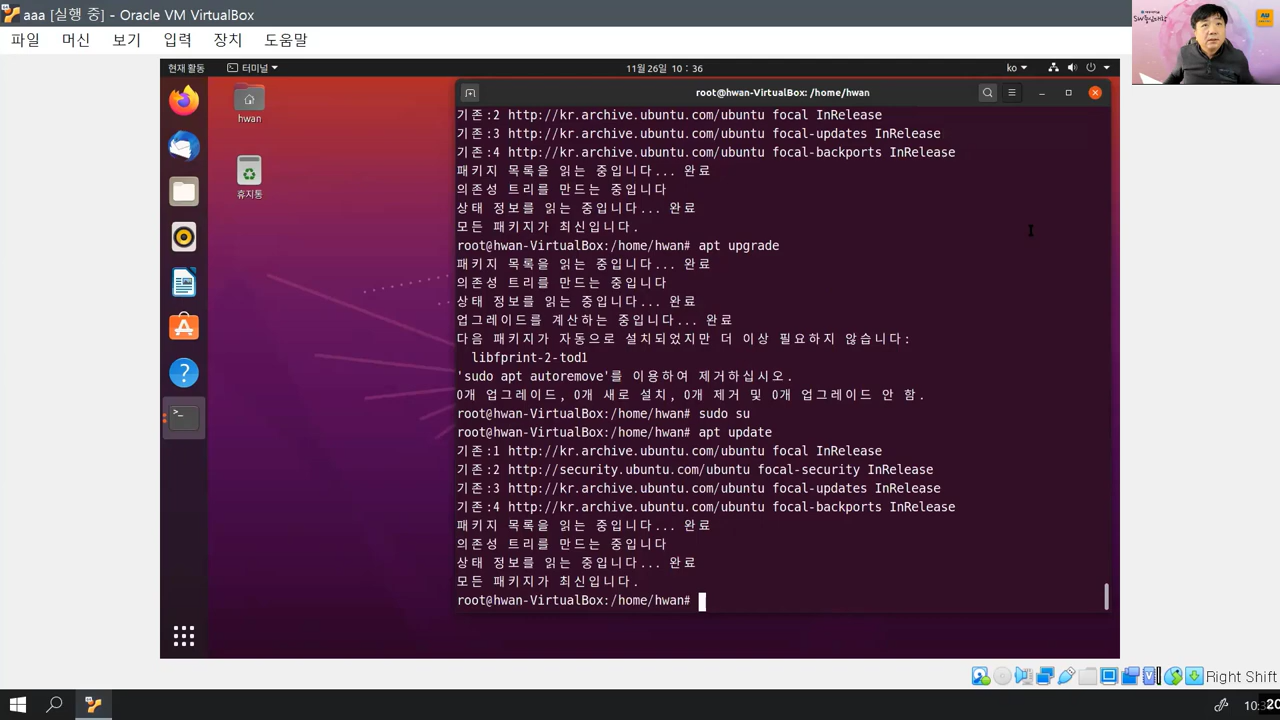 aaa [실행 중] - Oracle VM VirtualBox
파일 머신 보기 입력 장치 도움말
SW중심대학
AU
현재 활동 터미널 11월26일 10 : 36 ko
root@hwan-VirtualBox: /home/hwan
hwan
휴지통
기존:2 http://kr.archive.ubuntu.com/ubuntu focal InRelease
기존:3 http://kr.archive.ubuntu.com/ubuntu focal-updates InRelease
기존:4 http://kr.archive.ubuntu.com/ubuntu focal-backports InRelease
패키지 목록을 읽는 중입니다... 완료
의존성 트리를 만드는 중입니다
상태 정보를 읽는 중입니다... 완료
모든 패키지가 최신입니다.
root@hwan-VirtualBox:/home/hwan# apt upgrade
패키지 목록을 읽는 중입니다... 완료
의존성 트리를 만드는 중입니다
상태 정보를 읽는 중입니다... 완료
업그레이드를 계산하는 중입니다... 완료
다음 패키지가 자동으로 설치되었지만 더 이상 필요하지 않습니다:
libfprint-2-tod1
'sudo apt autoremove'를 이용하여 제거하십시오.
0개 업그레이드, 0개 새로 설치, 0개 제거 및 0개 업그레이드 안 함.
root@hwan-VirtualBox:/home/hwan# sudo su
root@hwan-VirtualBox:/home/hwan# apt update
기존:1 http://kr.archive.ubuntu.com/ubuntu focal InRelease
기존:2 http://security.ubuntu.com/ubuntu focal-security InRelease
기존:3 http://kr.archive.ubuntu.com/ubuntu focal-updates InRelease
기존:4 http://kr.archive.ubuntu.com/ubuntu focal-backports InRelease
패키지 목록을 읽는 중입니다... 완료
의존성 트리를 만드는 중입니다
상태 정보를 읽는 중입니다... 완료
모든 패키지가 최신입니다.
root@hwan-VirtualBox:/home/hwan#
Right Shift
20